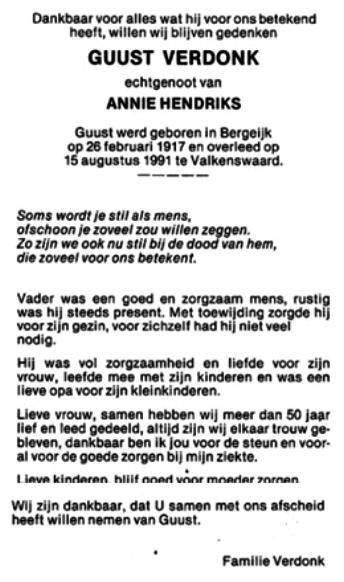 Dankbaar voor alles wat hij voor ons betekend
heeft, willen wij blijven gedenken
GUUST VERDONK
echtgenoot van
ANNIE HENDRIKS
Guust werd geboren in Bergeijk
op 26 februari 1917 en overleed op
15 augustus 1991 te Valkenswaard.
Soms wordt je stil als mens,
ofschoon je zoveel zou willen zeggen.
Zo zijn we ook nu stil bij de dood van hem,
die zoveel voor ons betekent.
Vader was een goed en zorgzaam mens, rustig
was hij steeds present. Met toewijding zorgde hij
voor zijn gezin, voor zichzelf had hij niet veel
nodig.
Hij was vol zorgzaamheid en liefde voor zijn
vrouw, leefde mee met zijn kinderen en was een
lieve opa voor zijn kleinkinderen.
Lieve vrouw, samen hebben wij meer dan 50 jaar
lief en leed gedeeld, altijd zijn wij elkaar trouw ge-
bleven, dankbaar ben ik jou voor de steun en voor-
al voor de goede zorgen bij mijn ziekte.
Lieve kinderen, blijf goed voor moeder zorgen.
Wij zijn dankbaar, dat U samen met ons afscheid
heeft willen nemen van Guust.
Familie Verdonk